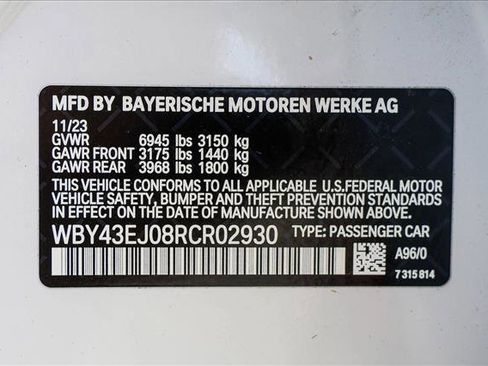 MFD BY BAYERISCHE MOTOREN WERKE AG
11/23
GVWR 6945 lbs 3150 kg
GAWR FRONT 3175 lbs 1440 kg
GAWR REAR 3968 lbs 1800 kg
THIS VEHICLE CONFORMS TO ALL APPLICABLE U.S.FEDERAL MOTOR
VEHICLE SAFETY, BUMPER, AND THEFT PREVENTION STANDARDS
IN EFFECT ON THE DATE OF MANUFACTURE SHOWN ABOVE.
WBY43EJ08RCR02930 TYPE: PASSENGER CAR
A96/0
7 315 814